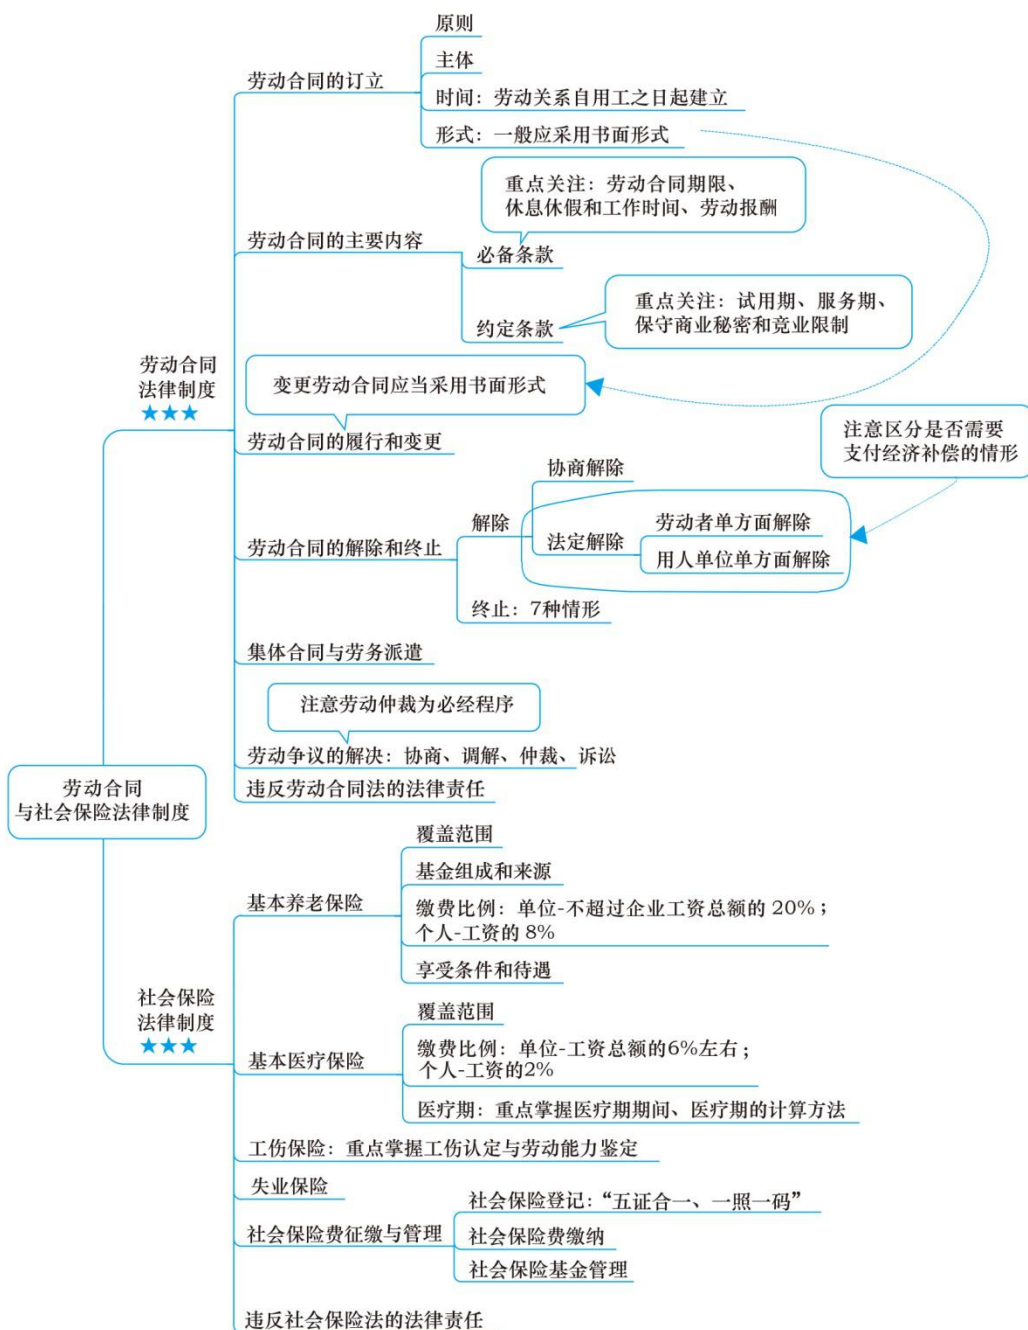 原则
主体
劳动合同的订立
时间：劳动关系自用工之日起建立
形式：一般应采用书面形式
重点关注：劳动合同期限、
休息休假和工作时间、劳动报酬
劳动合同的主要内容
必备条款
重点关注：试用期、服务期、
保守商业秘密和竞业限制
约定条款
劳动合同
法律制度
★★★
变更劳动合同应当采用书面形式
劳动合同的履行和变更
注意区分是否需要
支付经济补偿的情形
协商解除
解除
劳动者单方面解除
法定解除
用人单位单方面解除
劳动合同的解除和终止
终止：7种情形
集体合同与劳务派遣
注意劳动仲裁为必经程序
劳动争议的解决：协商、调解、仲裁、诉讼
违反劳动合同法的法律责任
劳动合同
与社会保险法律制度
覆盖范围
基金组成和来源
基本养老保险
缴费比例：单位-不超过企业工资总额的 20%；
个人-工资的 8%
享受条件和待遇
社会保险
法律制度
★★★
覆盖范围
缴费比例：单位-工资总额的6%左右；
个人-工资的2%
基本医疗保险
医疗期：重点掌握医疗期期间、医疗期的计算方法
工伤保险：重点掌握工伤认定与劳动能力鉴定
失业保险
社会保险登记：“五证合一、一照一码”
社会保险费征缴与管理
社会保险费缴纳
社会保险基金管理
违反社会保险法的法律责任